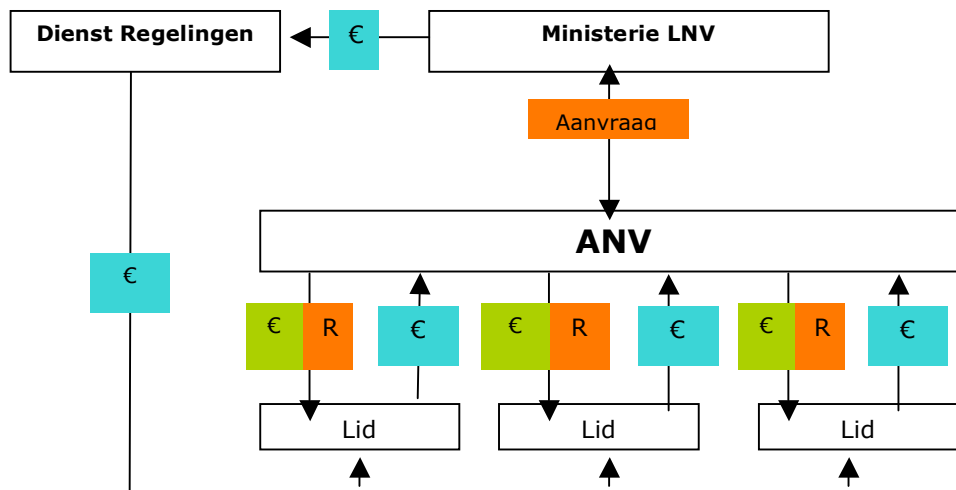 Dienst Regelingen
€
Ministerie LNV
Aanvraag
ANV
€
€ R
€
€ R
€
€ R
€
Lid
Lid
Lid